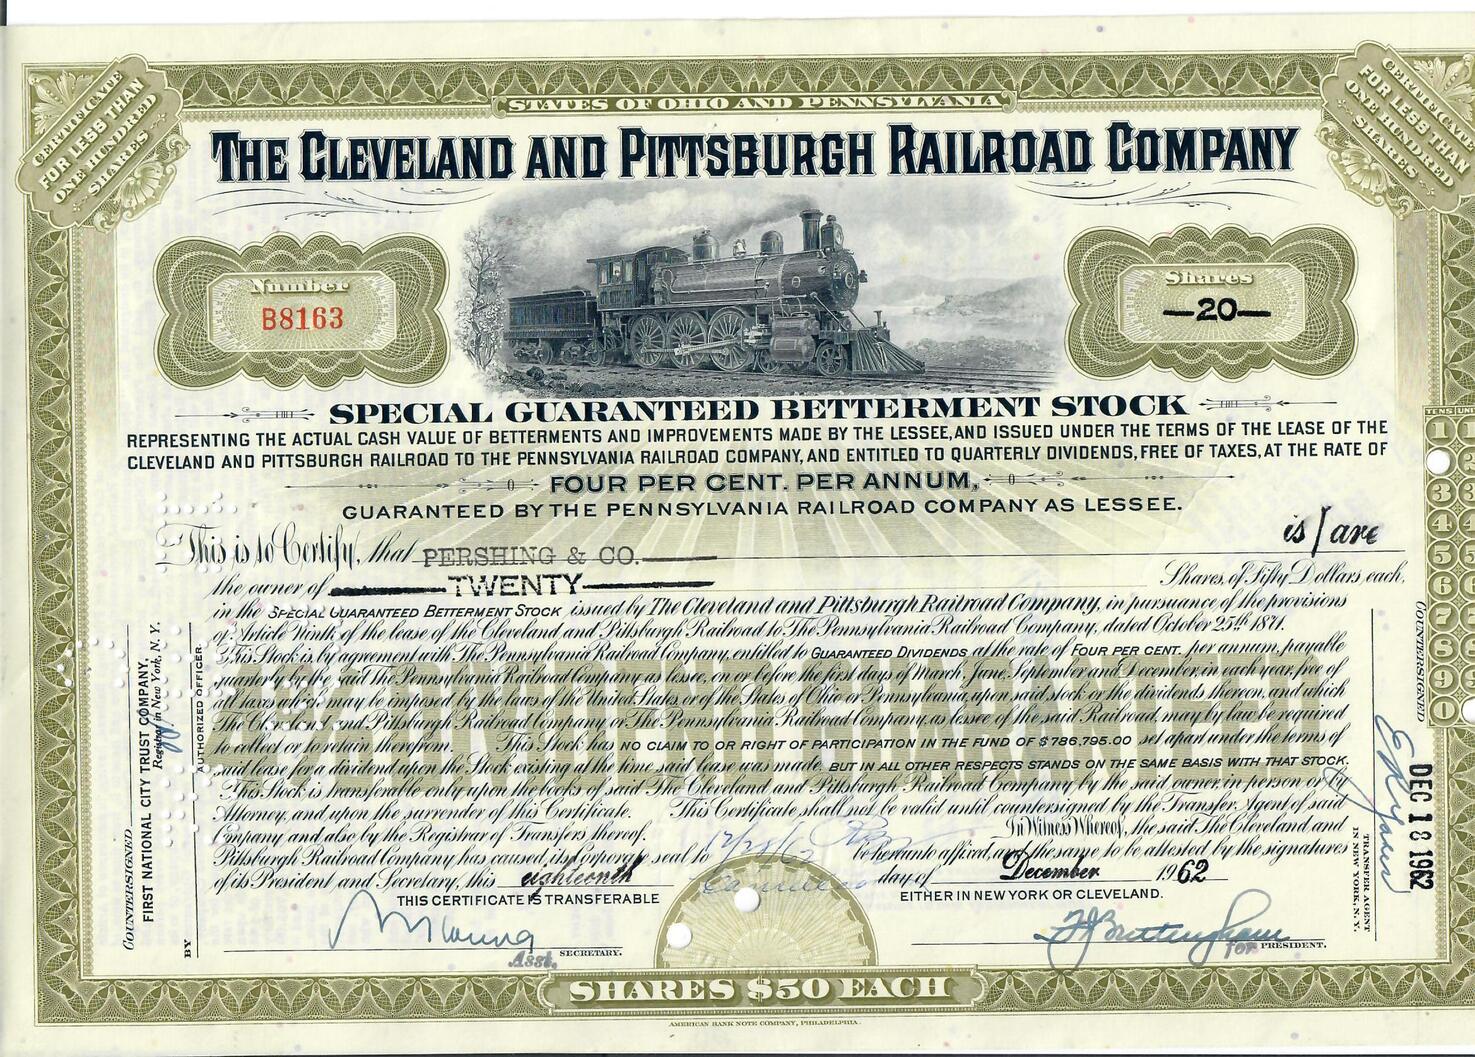 CERTIFICATE
FOR LESS THAN
ONE HUNDRED
SHARES
STATES OF OHIO AND PENNSYLVANIA
CERTIFICATE
FOR LESS THAN
ONE HUNDRED
SHARES
THE CLEVELAND AND PITTSBURGH RAILROAD COMPANY
Number
B8163
Shares
—20—
SPECIAL GUARANTEED BETTERMENT STOCK
REPRESENTING THE ACTUAL CASH VALUE OF BETTERMENTS AND IMPROVEMENTS MADE BY THE LESSEE, AND ISSUED UNDER THE TERMS OF THE LEASE OF THE
CLEVELAND AND PITTSBURGH RAILROAD TO THE PENNSYLVANIA RAILROAD COMPANY, AND ENTITLED TO QUARTERLY DIVIDENDS, FREE OF TAXES, AT THE RATE OF
FOUR PER CENT. PER ANNUM,
GUARANTEED BY THE PENNSYLVANIA RAILROAD COMPANY AS LESSEE.
This is to Certify, that PERSHING & CO. is/are
the owner of TWENTY Shares, of Fifty Dollars, each,
in the SPECIAL GUARANTEED BETTERMENT STOCK issued by The Cleveland and Pittsburgh Railroad Company, in pursuance of the provisions
of Article Ninth of the lease of the Cleveland and Pittsburgh Railroad to The Pennsylvania Railroad Company, dated October 25th 1871.
This Stock is, by agreement with The Pennsylvania Railroad Company, entitled to GUARANTEED DIVIDENDS at the rate of FOUR PER CENT. per annum, payable
quarterly by the said The Pennsylvania Railroad Company as lessee, on or before the first days of March, June, September and December, in each year, free of
all taxes which may be imposed by the laws of the United States, or of the States of Ohio or Pennsylvania, upon said stock or the dividends thereon, and which
The Cleveland and Pittsburgh Railroad Company or The Pennsylvania Railroad Company, as lessee of the said Railroad, may by law be required
to collect or to retain therefrom. This Stock has NO CLAIM TO OR RIGHT OF PARTICIPATION IN THE FUND OF $786,795.00 set apart under the terms of
said lease for a dividend upon the Stock existing at the time said lease was made, BUT IN ALL OTHER RESPECTS STANDS ON THE SAME BASIS WITH THAT STOCK.
This Stock is transferable only upon the books of said The Cleveland and Pittsburgh Railroad Company by the said owner, in person or by
Attorney, and upon the surrender of this Certificate. This Certificate shall not be valid until countersigned by the Transfer Agent of said
Company and also by the Registrar of Transfers thereof. In Witness Whereof, the said The Cleveland and
Pittsburgh Railroad Company has caused its Corporate seal to be hereunto affixed, and the same to be attested by the signatures
of its President and Secretary, this eighteenth day of December 1962
12/28/62
THIS CERTIFICATE IS TRANSFERABLE EITHER IN NEW YORK OR CLEVELAND.
Asst. SECRETARY.
for PRESIDENT.
SHARES $50 EACH
AMERICAN BANK NOTE COMPANY, PHILADELPHIA.
COUNTERSIGNED
FIRST NATIONAL CITY TRUST COMPANY,
Registrar in New York, N. Y.
BY
AUTHORIZED OFFICER.
TENS UNI
1
3
4
5
6
7
8
9
0
COUNTERSIGNED
DEC 18 1962
TRANSFER AGENT
IN NEW YORK, N. Y.